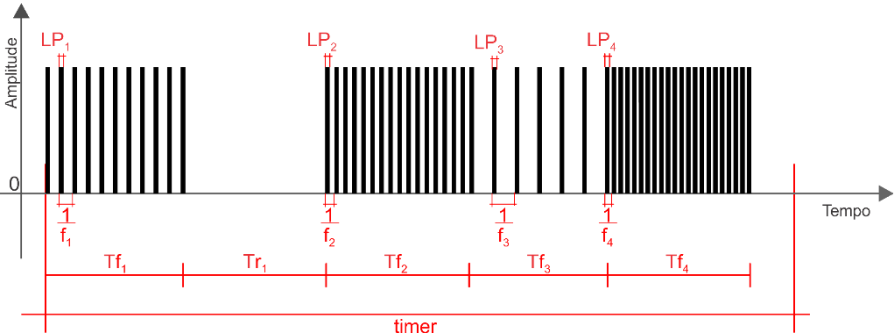 Amplitude
LP₁ LP₂ LP₃ LP₄
0
Tempo
1/f₁ 1/f₂ 1/f₃ 1/f₄
Tf₁ Tr₁ Tf₂ Tf₃ Tf₄
timer